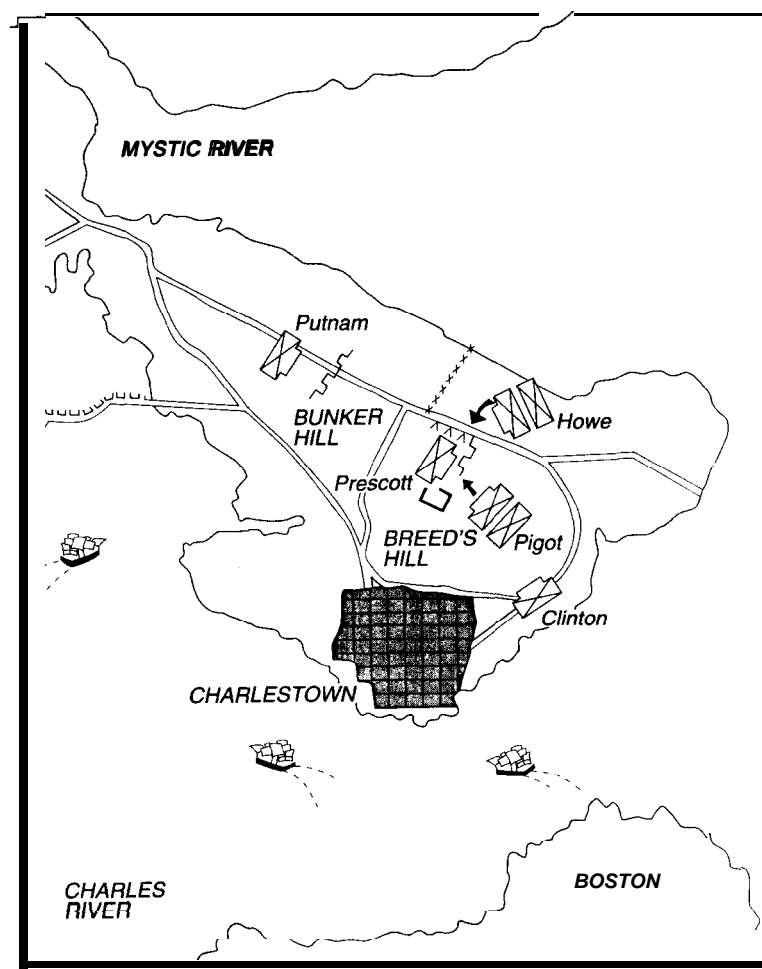 MYSTIC RIVER
Putnam
BUNKER
HILL
Howe
Prescott
BREED'S
HILL
Pigot
Clinton
CHARLESTOWN
CHARLES
RIVER
BOSTON